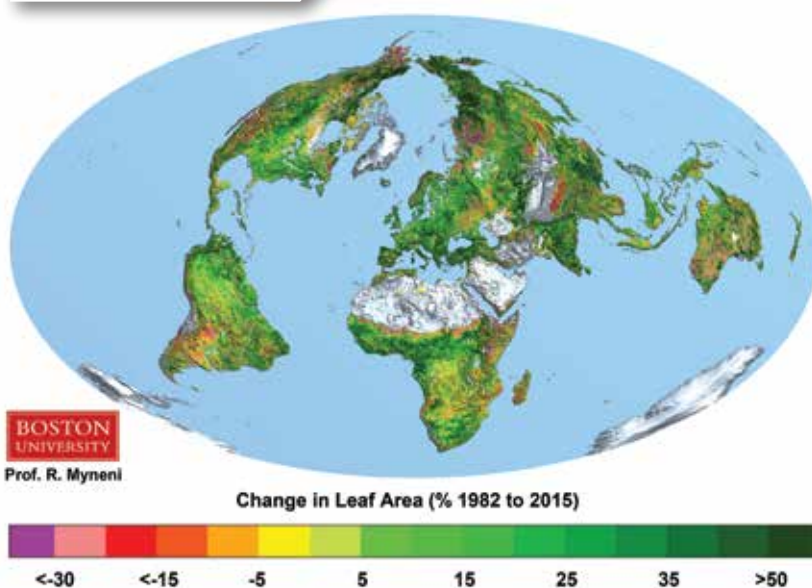 BOSTON
UNIVERSITY
Prof. R. Myneni
Change in Leaf Area (% 1982 to 2015)
<-30 <-15 -5 5 15 25 35 >50